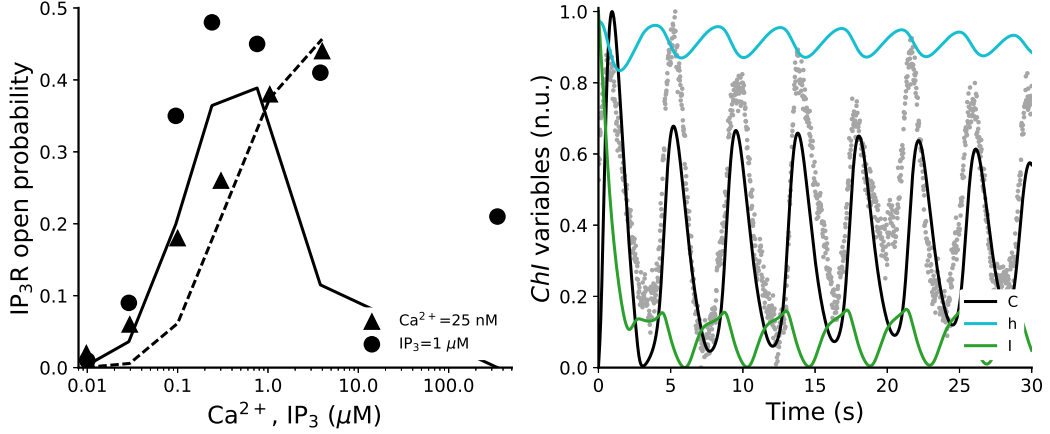 0.5
0.4
0.3
0.2
0.1
0.0
IP₃R open probability
0.01
0.1
1.0
10.0
100.0
Ca²⁺, IP₃ (μM)
Ca²⁺=25 nM
IP₃=1 μM
1.0
0.8
0.6
0.4
0.2
0.0
ChI variables (n.u.)
0
5
10
15
20
25
30
Time (s)
C
h
I